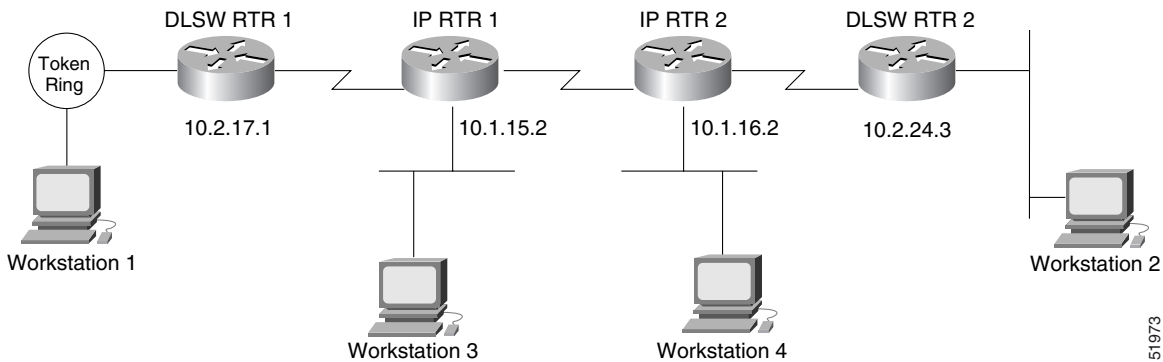 DLSW RTR 1
IP RTR 1
IP RTR 2
DLSW RTR 2
Token
Ring
10.2.17.1
10.1.15.2
10.1.16.2
10.2.24.3
Workstation 1
Workstation 2
Workstation 3
Workstation 4
51973